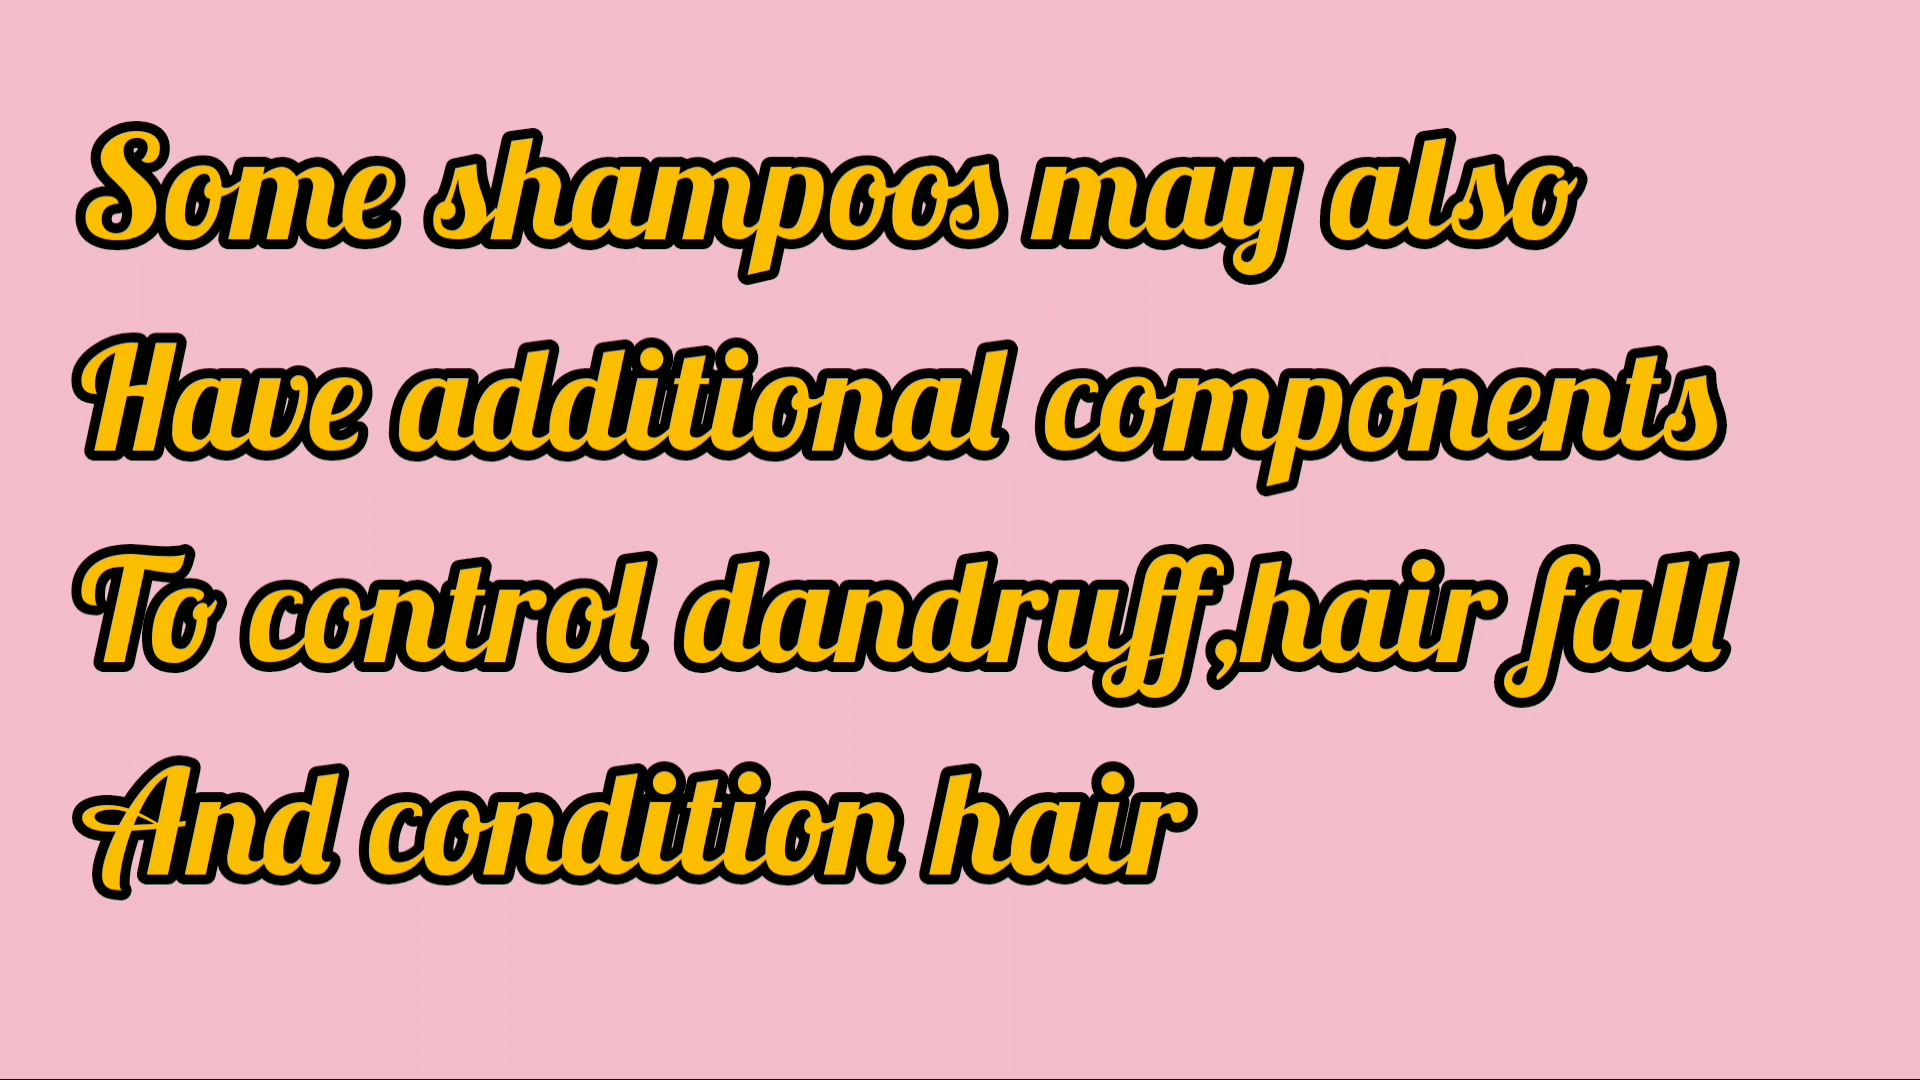 Some shampoos may also
Have additional components
To control dandruff,hair fall
And condition hair